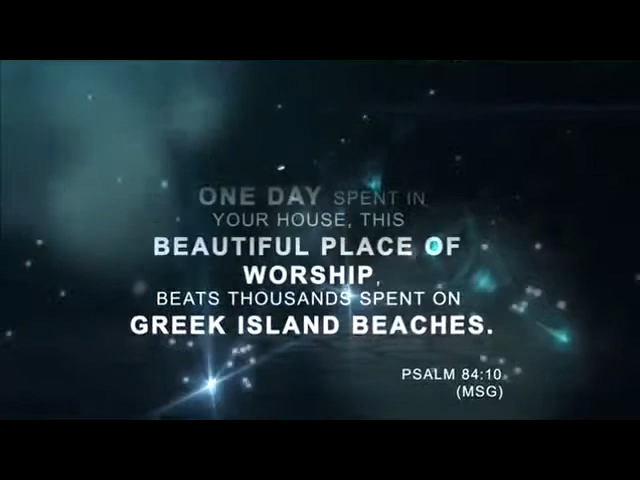 ONE DAY SPENT IN
YOUR HOUSE, THIS
BEAUTIFUL PLACE OF
WORSHIP,
BEATS THOUSANDS SPENT ON
GREEK ISLAND BEACHES.
PSALM 84:10
(MSG)